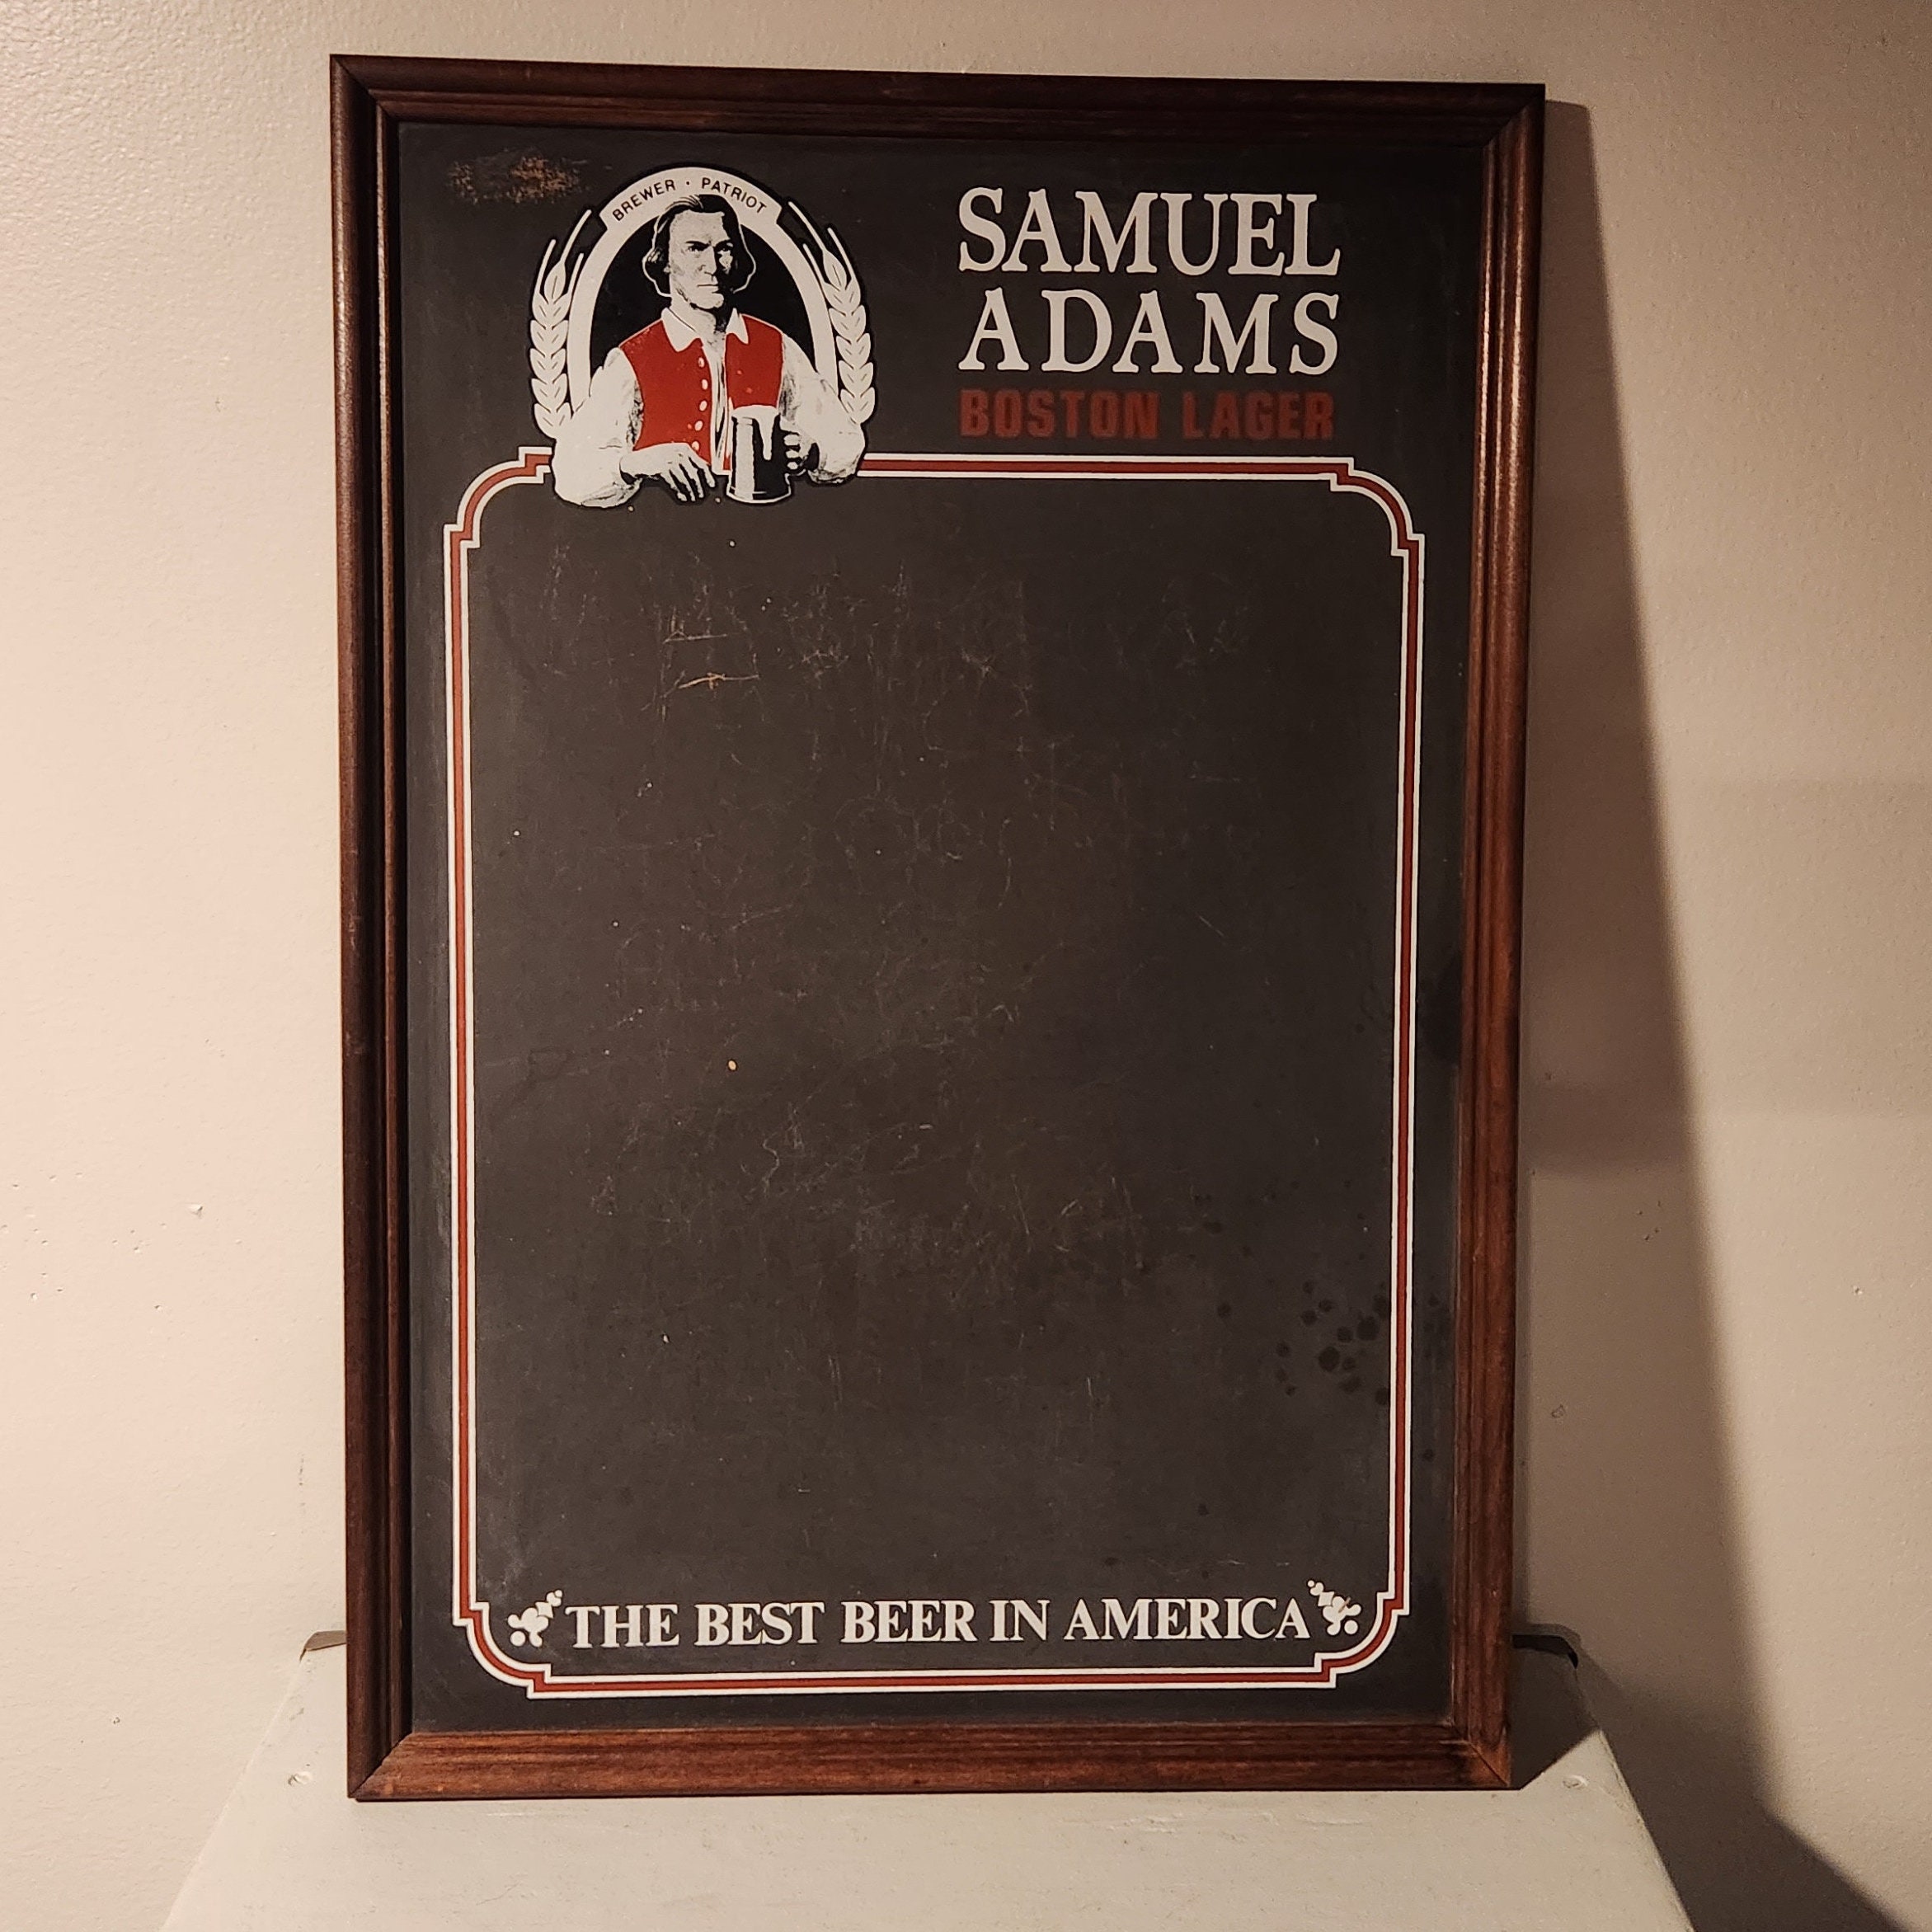 BREWER · PATRIOT
SAMUEL
ADAMS
BOSTON LAGER
THE BEST BEER IN AMERICA